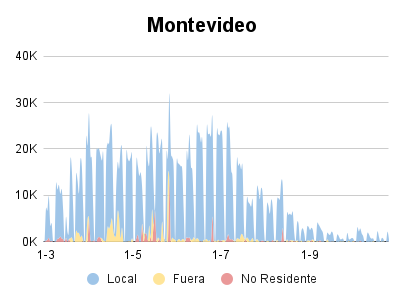 Montevideo
40K
30K
20K
10K
0K
1-3 1-5 1-7 1-9
Local Fuera No Residente